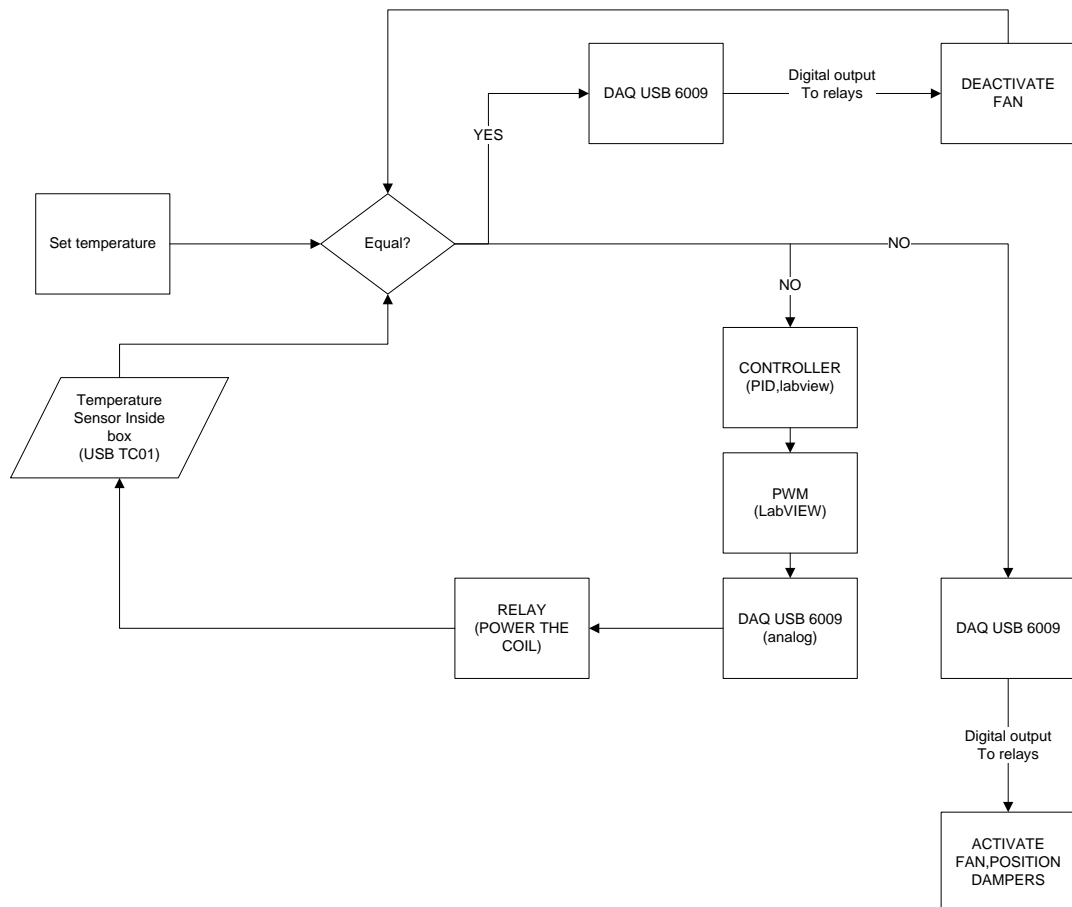 DAQ USB 6009
Digital output
To relays
DEACTIVATE
FAN
YES
Set temperature
Equal?
NO
NO
CONTROLLER
(PID,labview)
Temperature
Sensor Inside
box
(USB TC01)
PWM
(LabVIEW)
RELAY
(POWER THE
COIL)
DAQ USB 6009
(analog)
DAQ USB 6009
Digital output
To relays
ACTIVATE
FAN,POSITION
DAMPERS